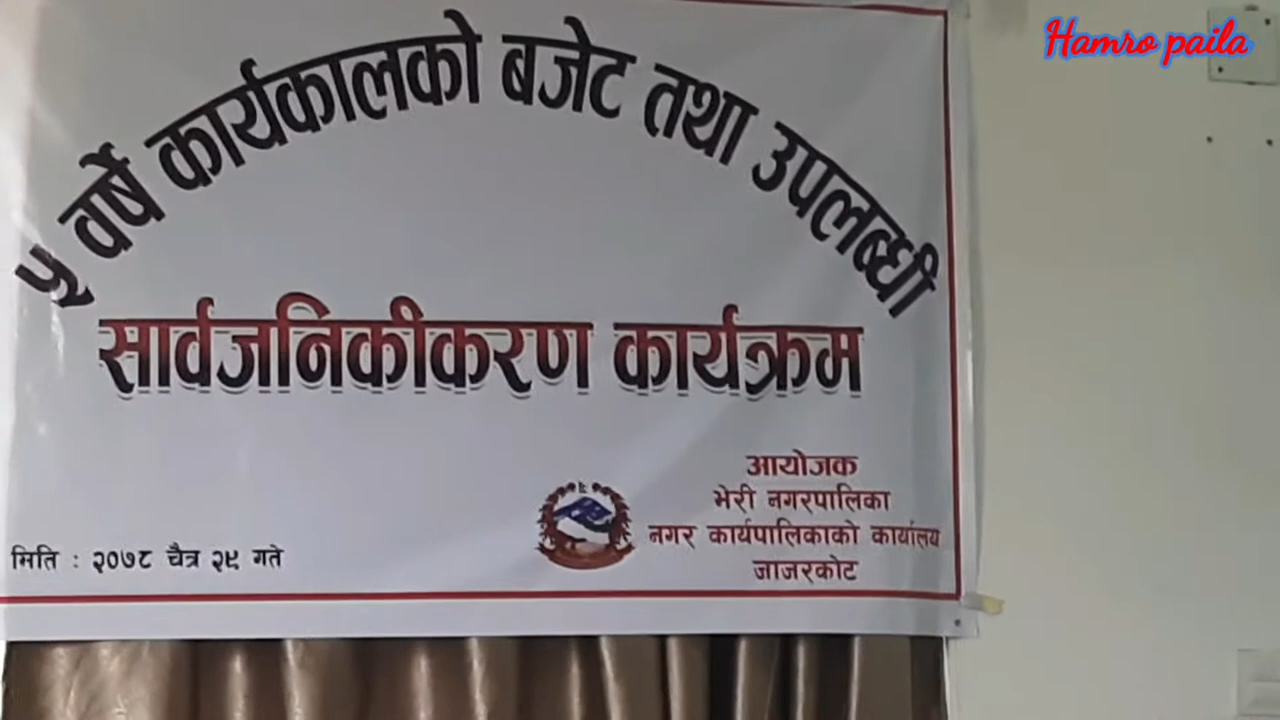 Hamro paila
५ वर्षे कार्यकालको बजेट तथा उपलब्धी
सार्वजनिकीकरण कार्यक्रम
आयोजक
भेरी नगरपालिका
नगर कार्यपालिकाको कार्यालय
जाजरकोट
मिति : २०७८ चैत्र २९ गते